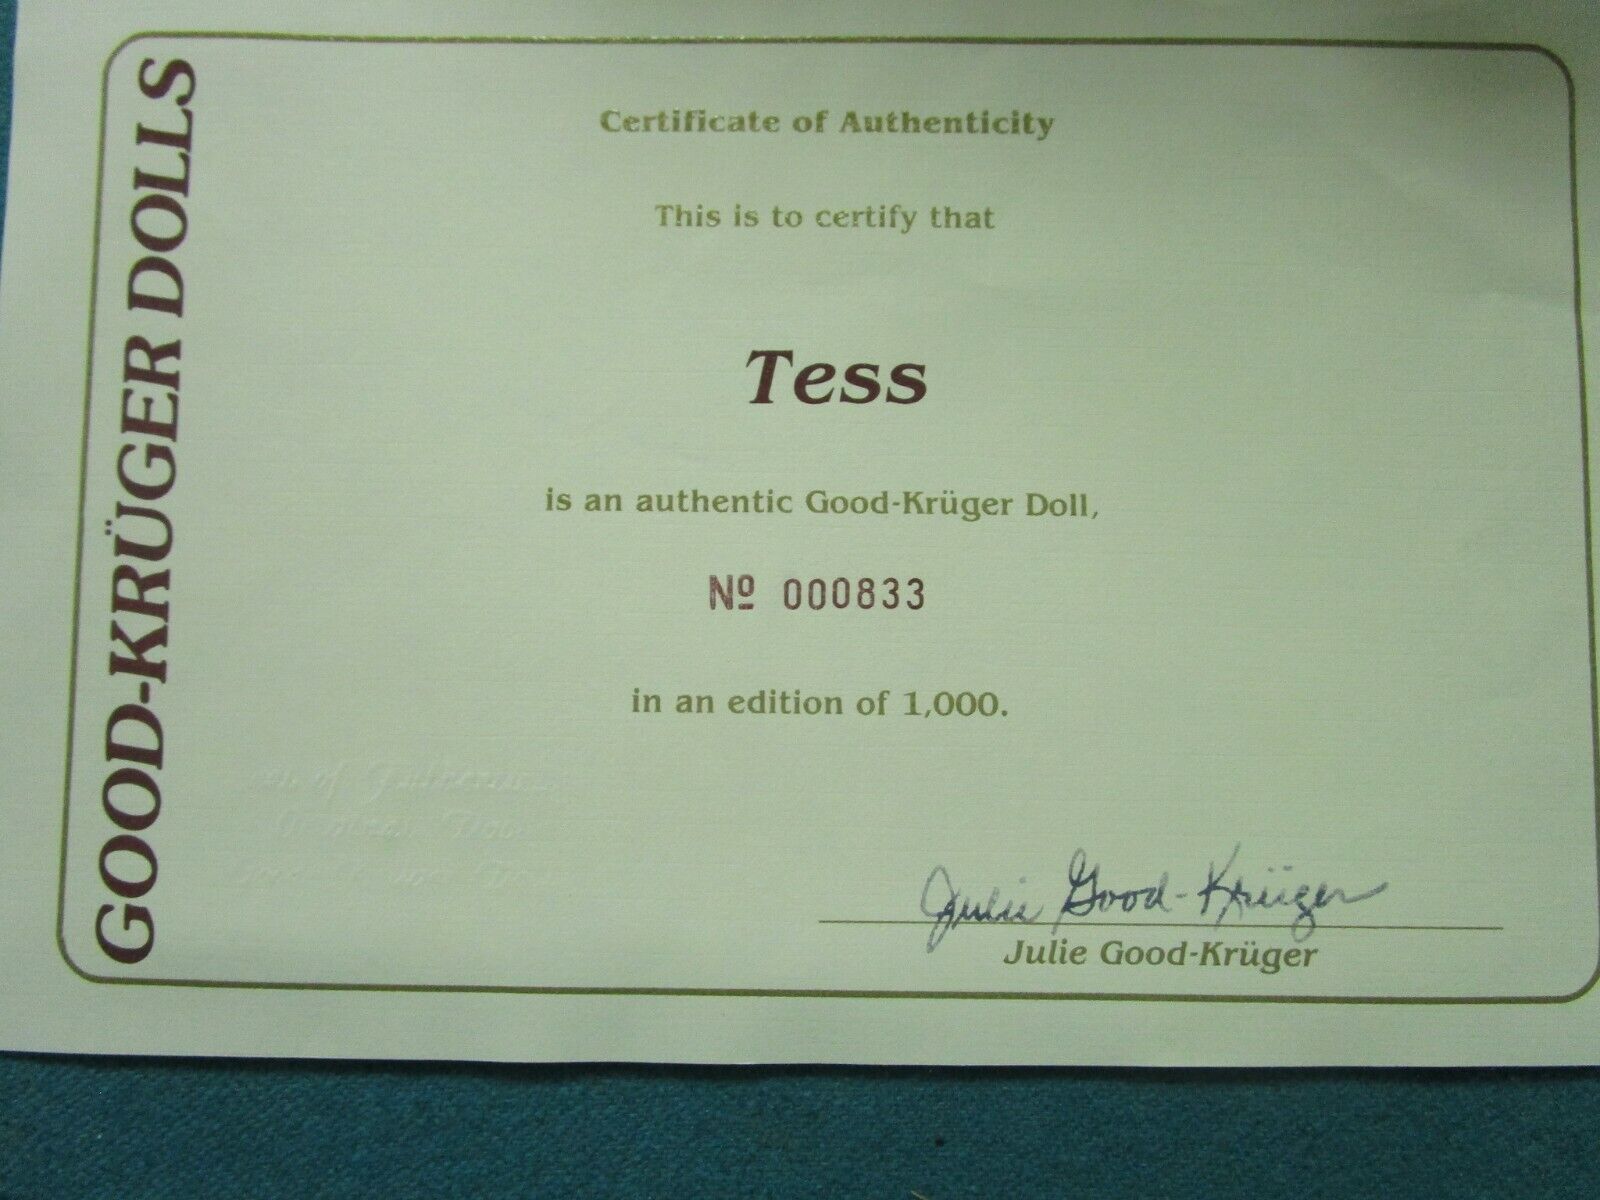 GOOD-KRÜGER DOLLS
Certificate of Authenticity
This is to certify that
Tess
is an authentic Good-Krüger Doll,
Nº 000833
in an edition of 1,000.
of
Julie Good-Krüger
Julie Good-Krüger